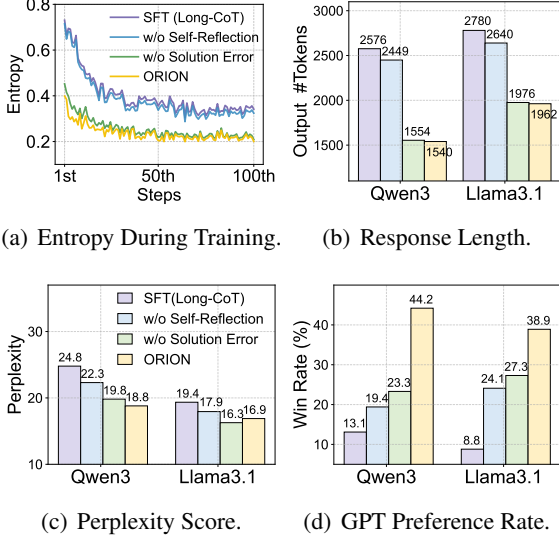 0.8
0.6
0.4
0.2
Entropy
SFT (Long-CoT)
w/o Self-Reflection
w/o Solution Error
ORION
1st
50th
100th
Steps
(a) Entropy During Training.
3000
2500
2000
1500
Output #Tokens
2576
2449
1554
1540
2780
2640
1976
1962
Qwen3
Llama3.1
(b) Response Length.
30
20
10
Perplexity
SFT(Long-CoT)
w/o Self-Reflection
w/o Solution Error
ORION
24.8
22.3
19.8
18.8
19.4
17.9
16.3
16.9
Qwen3
Llama3.1
(c) Perplexity Score.
40
30
20
10
Win Rate (%)
13.1
19.4
23.3
44.2
8.8
24.1
27.3
38.9
Qwen3
Llama3.1
(d) GPT Preference Rate.